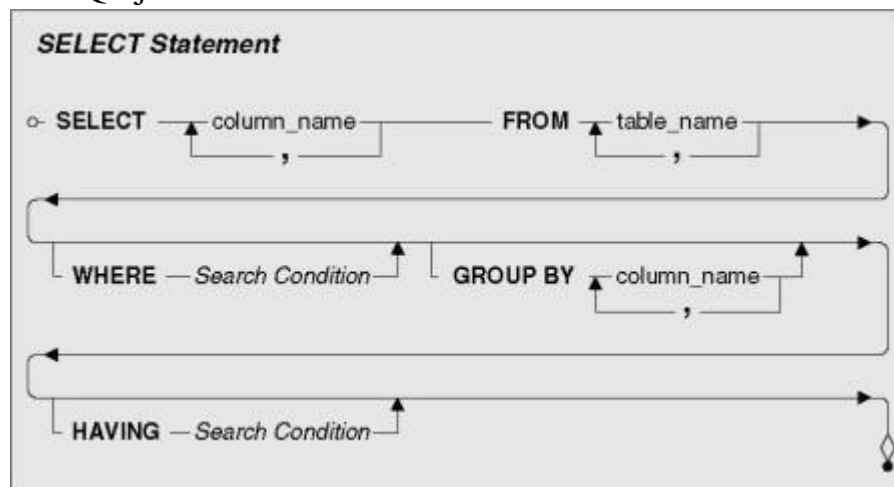 SELECT Statement
SELECT column_name FROM table_name
, ,
WHERE Search Condition GROUP BY column_name
,
HAVING Search Condition